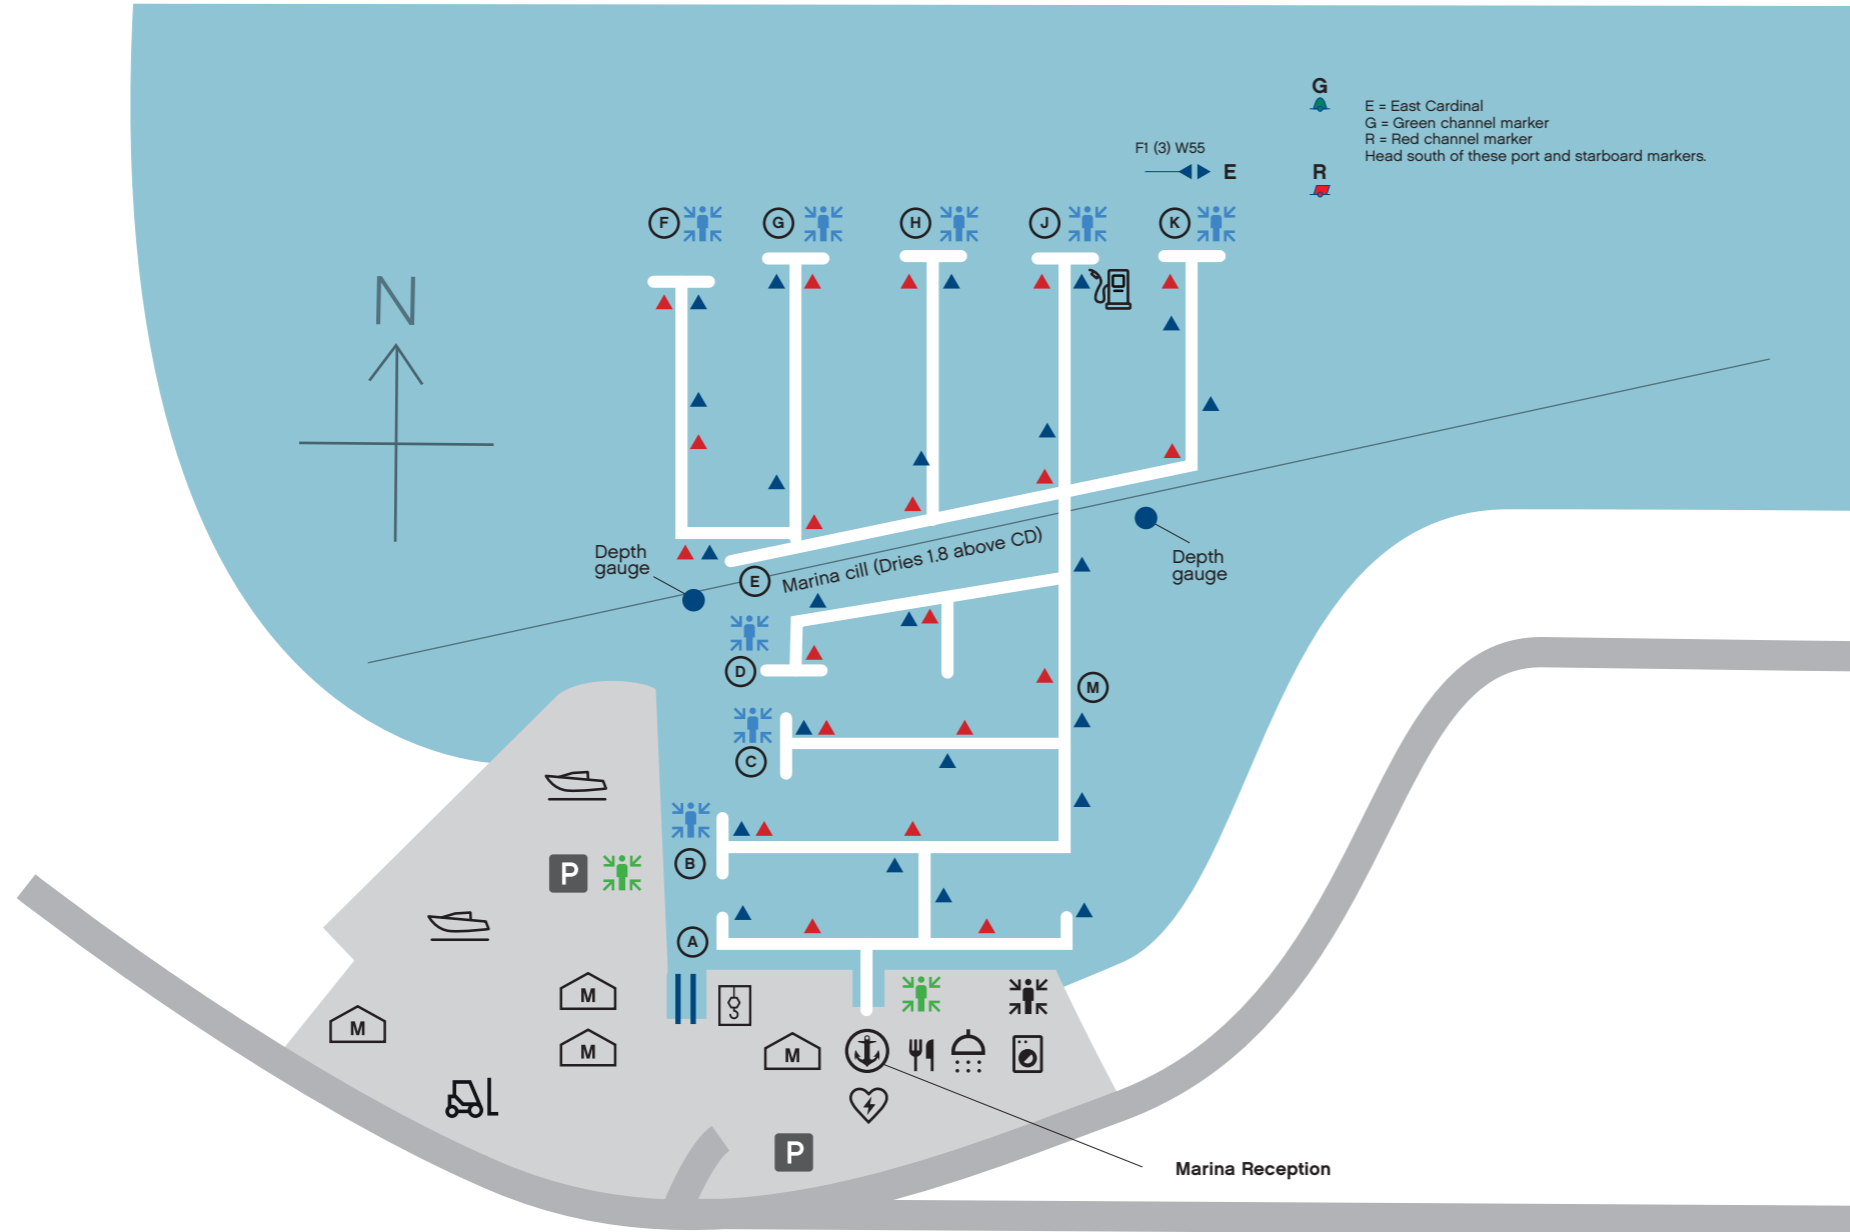 G
E = East Cardinal
G = Green channel marker
R = Red channel marker
Head south of these port and starboard markers.
F1 (3) W55
E
R
F
G
H
J
K
N
Depth
gauge
Depth
gauge
E
Marina cill (Dries 1.8 above CD)
D
M
C
B
P
A
M
M
M
M
P
Marina Reception